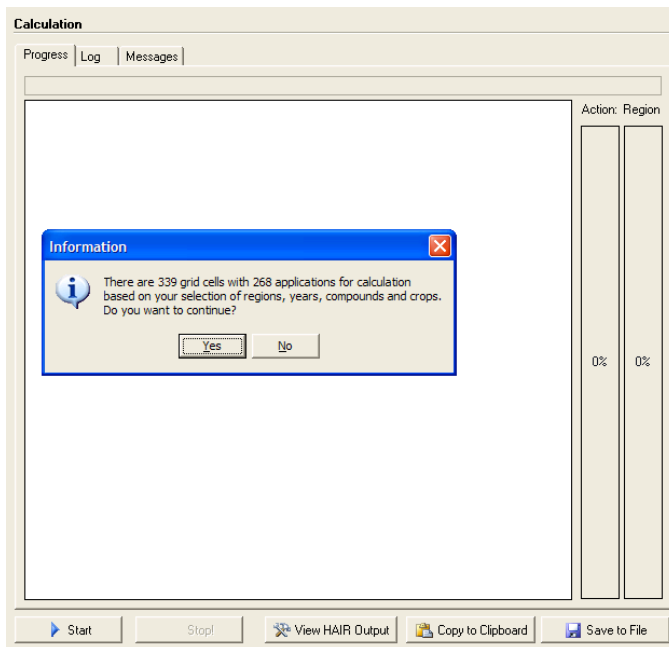 Calculation
Progress Log Messages
Action: Region
Information
There are 339 grid cells with 268 applications for calculation
based on your selection of regions, years, compounds and crops.
Do you want to continue?
Yes No
0% 0%
Start Stop! View HAIR Output Copy to Clipboard Save to File